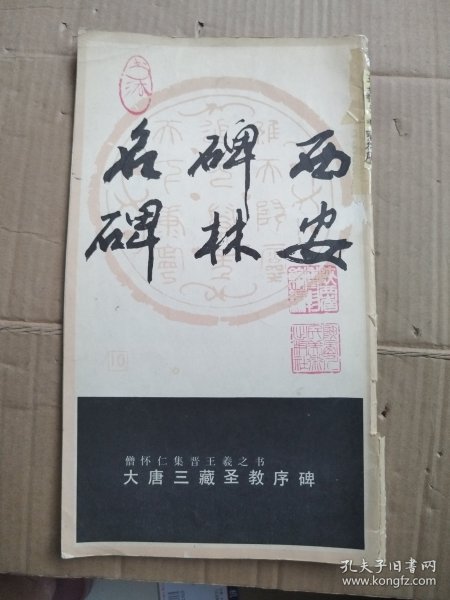 西安
碑林
名碑
10
僧怀仁集晋王羲之书
大唐三藏圣教序碑
孔夫子旧书网
www.kongfz.com